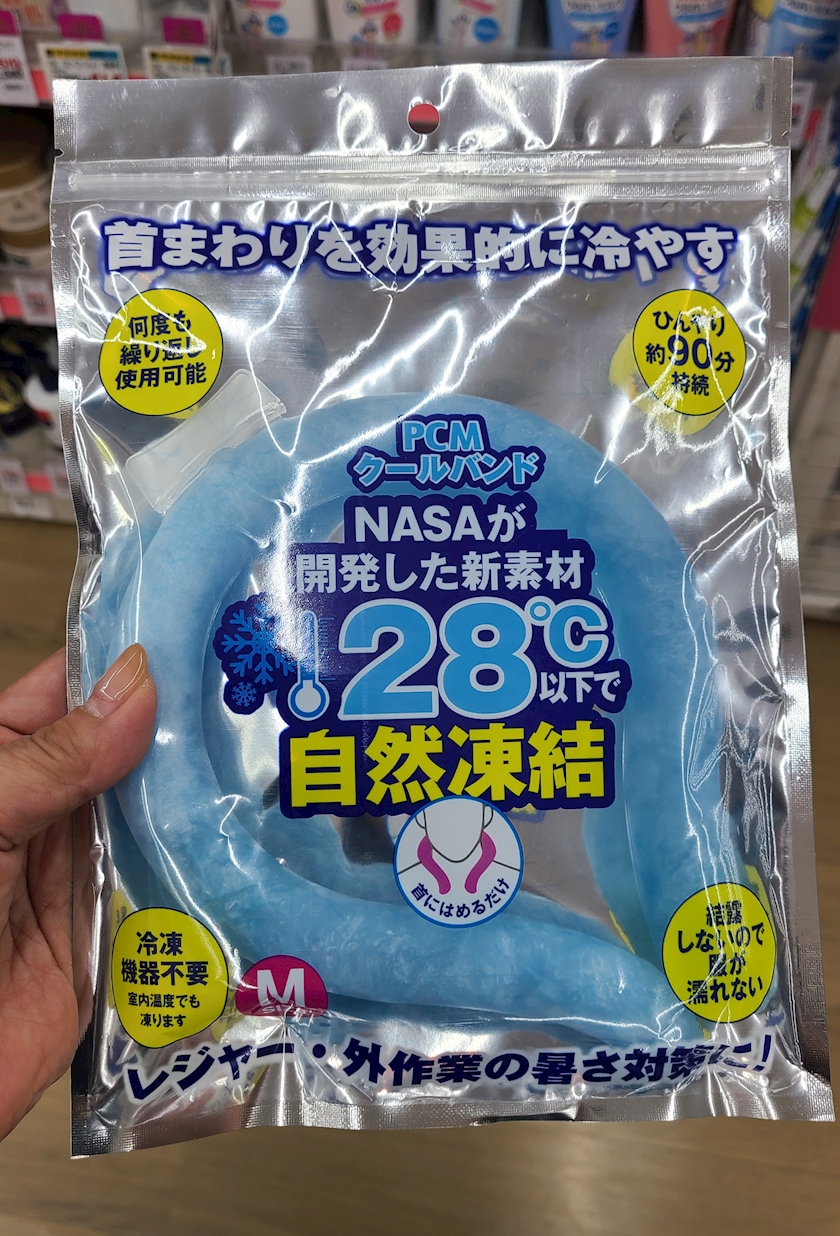 首まわりを効果的に冷やす
何度も
繰り返し
使用可能
ひんやり
約90分
持続
PCM
クールバンド
NASAが
開発した新素材
28℃
以下で
自然凍結
首にはめるだけ
冷凍
機器不要
室内温度でも
凍ります
M
結露
しないので
服が
濡れない
レジャー・外作業の暑さ対策に!